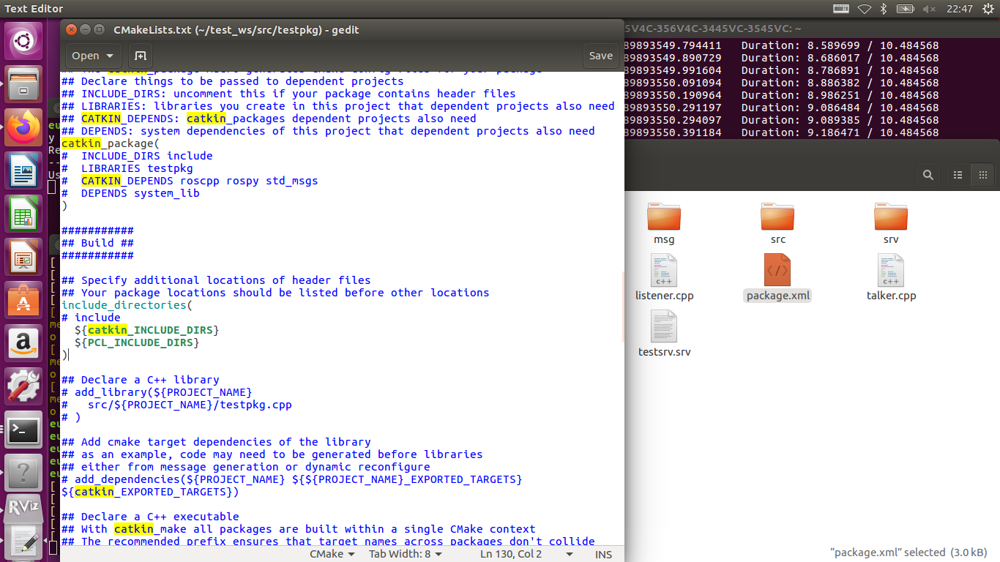 Text Editor
22:47
CMakeLists.txt (~/test_ws/src/testpkg) - gedit
5V4C-356V4C-3445VC-3545VC: ~
Open
Save
## Declare things to be passed to dependent projects
## INCLUDE_DIRS: uncomment this if your package contains header files
## LIBRARIES: libraries you create in this project that dependent projects also need
## CATKIN_DEPENDS: catkin_packages dependent projects also need
## DEPENDS: system dependencies of this project that dependent projects also need
catkin_package(
#  INCLUDE_DIRS include
#  LIBRARIES testpkg
#  CATKIN_DEPENDS roscpp rospy std_msgs
#  DEPENDS system_lib
)
###########
## Build ##
###########
## Specify additional locations of header files
## Your package locations should be listed before other locations
include_directories(
# include
  ${catkin_INCLUDE_DIRS}
  ${PCL_INCLUDE_DIRS}
)
## Declare a C++ library
# add_library(${PROJECT_NAME}
#   src/${PROJECT_NAME}/testpkg.cpp
# )
## Add cmake target dependencies of the library
## as an example, code may need to be generated before libraries
## either from message generation or dynamic reconfigure
# add_dependencies(${PROJECT_NAME} ${${PROJECT_NAME}_EXPORTED_TARGETS}
${catkin_EXPORTED_TARGETS})
## Declare a C++ executable
## With catkin_make all packages are built within a single CMake context
## The recommended prefix ensures that target names across packages don't collide
CMake
Tab Width: 8
Ln 130, Col 2
INS
89893549.794411   Duration: 8.589699 / 10.484568
89893549.890729   Duration: 8.686017 / 10.484568
89893549.991604   Duration: 8.786891 / 10.484568
89893550.091094   Duration: 8.886382 / 10.484568
89893550.190964   Duration: 8.986251 / 10.484568
89893550.291197   Duration: 9.086484 / 10.484568
89893550.294097   Duration: 9.089385 / 10.484568
89893550.391184   Duration: 9.186471 / 10.484568
msg
src
srv
listener.cpp
package.xml
talker.cpp
testsrv.srv
"package.xml" selected (3.0 kB)
RViz